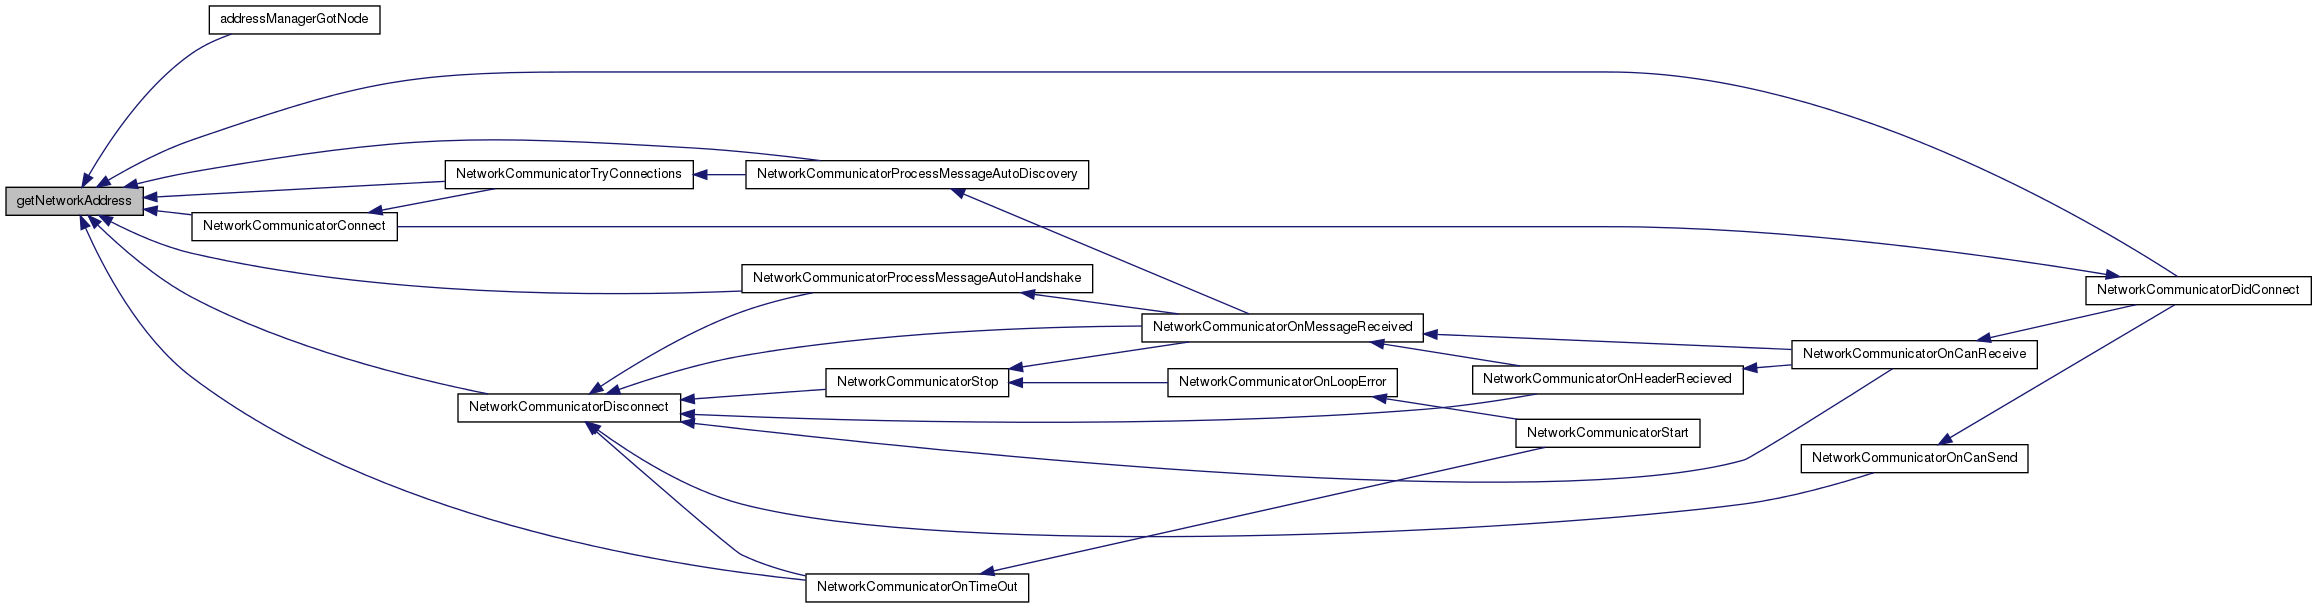 addressManagerGotNode
NetworkCommunicatorTryConnections
NetworkCommunicatorProcessMessageAutoDiscovery
getNetworkAddress
NetworkCommunicatorConnect
NetworkCommunicatorProcessMessageAutoHandshake
NetworkCommunicatorDidConnect
NetworkCommunicatorOnMessageReceived
NetworkCommunicatorOnCanReceive
NetworkCommunicatorStop
NetworkCommunicatorOnLoopError
NetworkCommunicatorOnHeaderRecieved
NetworkCommunicatorDisconnect
NetworkCommunicatorStart
NetworkCommunicatorOnCanSend
NetworkCommunicatorOnTimeOut